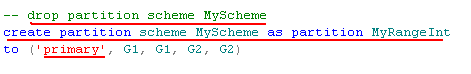 -- drop partition scheme MyScheme
create partition scheme MyScheme as partition MyRangeInt
to ('primary', G1, G1, G2, G2)